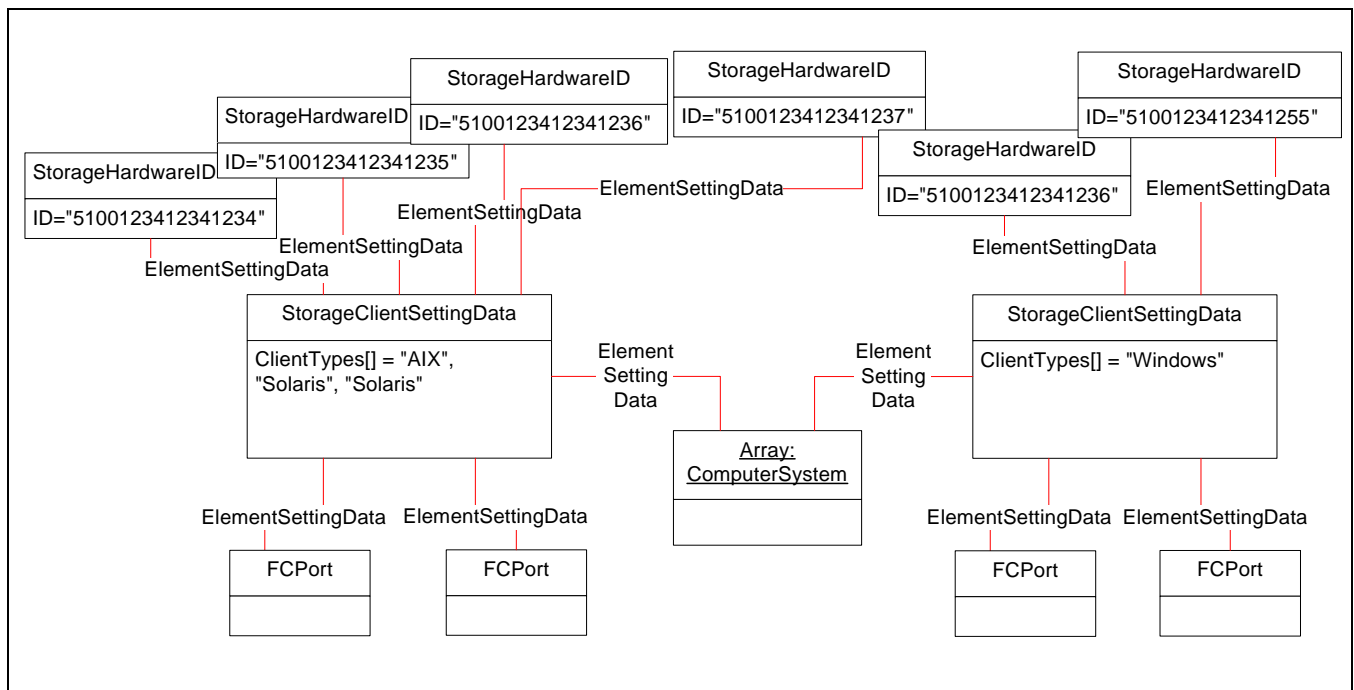 StorageHardwareID
ID="5100123412341236"
StorageHardwareID
ID="5100123412341237"
StorageHardwareID
ID="5100123412341255"
StorageHardwareID
ID="5100123412341235"
StorageHardwareID
ID="5100123412341236"
StorageHardwareID
ID="5100123412341234"
ElementSettingData
ElementSettingData
ElementSettingData
ElementSettingData
ElementSettingData
ElementSettingData
StorageClientSettingData
ClientTypes[] = "AIX",
"Solaris", "Solaris"
Element
Setting
Data
Element
Setting
Data
StorageClientSettingData
ClientTypes[] = "Windows"
Array:
ComputerSystem
ElementSettingData
ElementSettingData
ElementSettingData
ElementSettingData
FCPort
FCPort
FCPort
FCPort